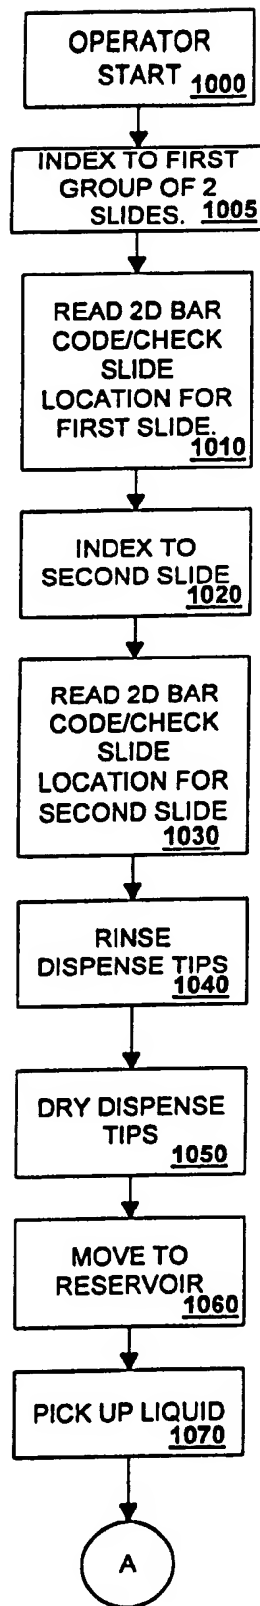 OPERATOR
START 1000
INDEX TO FIRST
GROUP OF 2
SLIDES. 1005
READ 2D BAR
CODE/CHECK
SLIDE
LOCATION FOR
FIRST SLIDE.
1010
INDEX TO
SECOND SLIDE
1020
READ 2D BAR
CODE/CHECK
SLIDE
LOCATION FOR
SECOND SLIDE
1030
RINSE
DISPENSE TIPS
1040
DRY DISPENSE
TIPS 1050
MOVE TO
RESERVOIR
1060
PICK UP LIQUID
1070
A